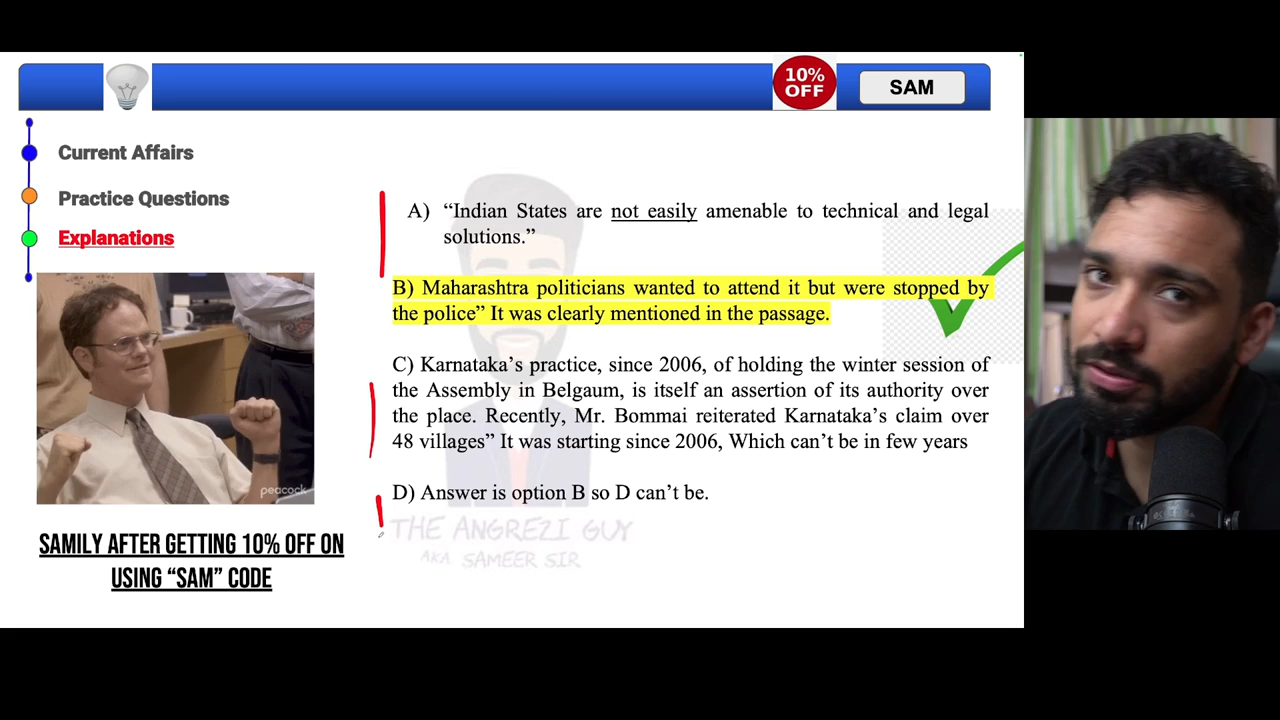 10%
OFF
SAM
Current Affairs
Practice Questions
Explanations
A) “Indian States are not easily amenable to technical and legal
solutions.”
B) Maharashtra politicians wanted to attend it but were stopped by
the police” It was clearly mentioned in the passage.
C) Karnataka’s practice, since 2006, of holding the winter session of
the Assembly in Belgaum, is itself an assertion of its authority over
the place. Recently, Mr. Bommai reiterated Karnataka’s claim over
48 villages” It was starting since 2006, Which can’t be in few years
D) Answer is option B so D can’t be.
THE ANGREZI GUY
AKA SAMEER SIR
peacock
SAMILY AFTER GETTING 10% OFF ON
USING “SAM” CODE